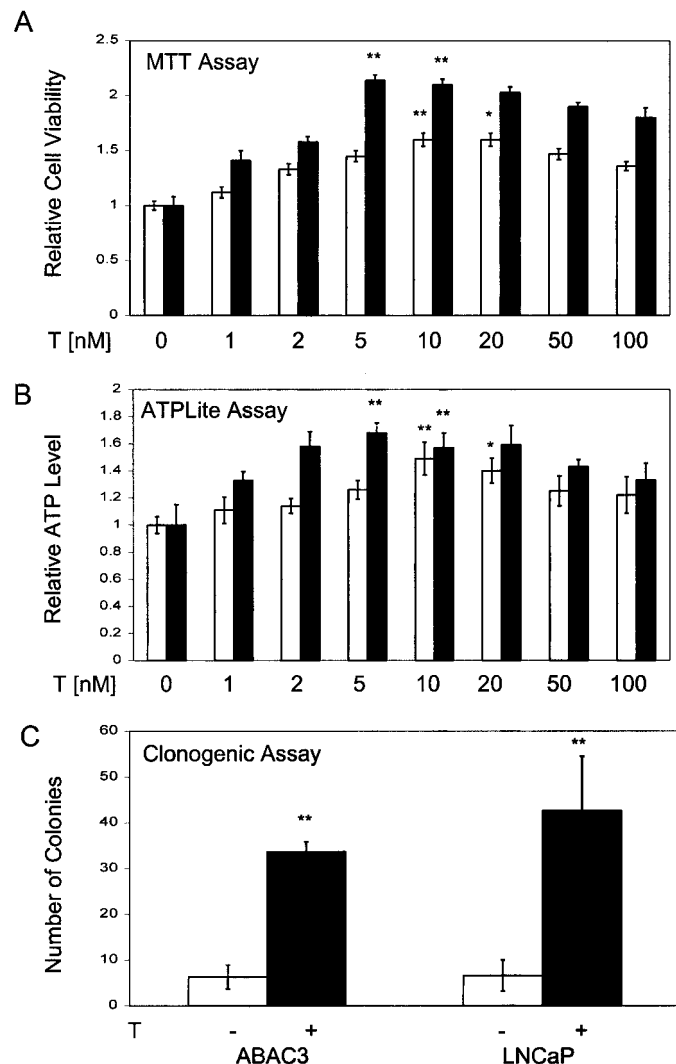 A
MTT Assay
Relative Cell Viability
2.5
2
1.5
1
0.5
0
** **
** *
T [nM] 0 1 2 5 10 20 50 100
B
ATPLite Assay
Relative ATP Level
2
1.8
1.6
1.4
1.2
1
0.8
0.6
0.4
0.2
0
** **
** *
T [nM] 0 1 2 5 10 20 50 100
C
Clonogenic Assay
Number of Colonies
60
50
40
30
20
10
0
**
**
T - + - +
ABAC3 LNCaP